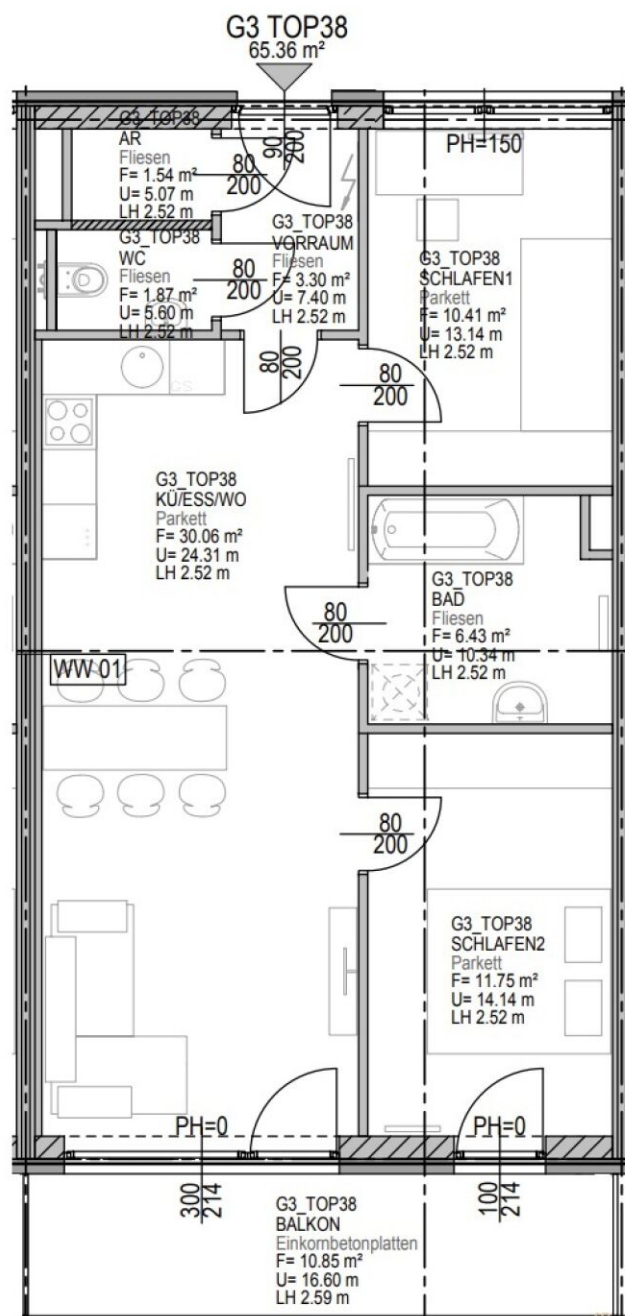 G3 TOP38
65.36 m²
G3_TOP38
AR
Fliesen
F= 1.54 m²
U= 5.07 m
LH 2.52 m
80
200
90
200
PH=150
G3_TOP38
WC
Fliesen
F= 1.87 m²
U= 5.60 m
LH 2.52 m
80
200
G3_TOP38
VORRAUM
Fliesen
F= 3.30 m²
U= 7.40 m
LH 2.52 m
G3_TOP38
SCHLAFEN1
Parkett
F= 10.41 m²
U= 13.14 m
LH 2.52 m
80
200
80
200
GS
G3_TOP38
KÜ/ESS/WO
Parkett
F= 30.06 m²
U= 24.31 m
LH 2.52 m
G3_TOP38
BAD
Fliesen
F= 6.43 m²
U= 10.34 m
LH 2.52 m
80
200
WW 01
80
200
G3_TOP38
SCHLAFEN2
Parkett
F= 11.75 m²
U= 14.14 m
LH 2.52 m
PH=0
PH=0
300
214
100
214
G3_TOP38
BALKON
Einkornbetonplatten
F= 10.85 m²
U= 16.60 m
LH 2.59 m